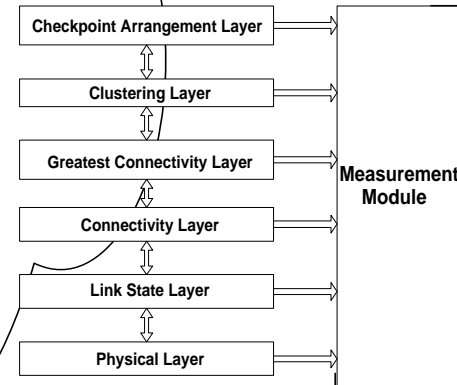 Checkpoint Arrangement Layer
Clustering Layer
Greatest Connectivity Layer
Measurement
Module
Connectivity Layer
Link State Layer
Physical Layer